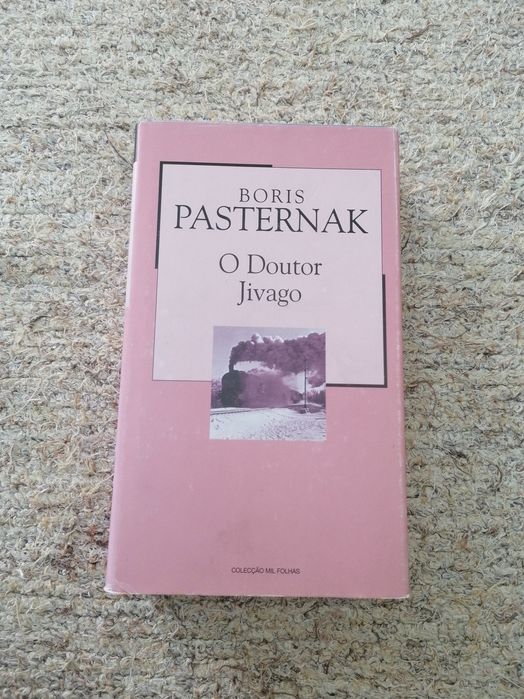 BORIS
PASTERNAK
O Doutor
Jivago
COLECÇÃO MIL FOLHAS